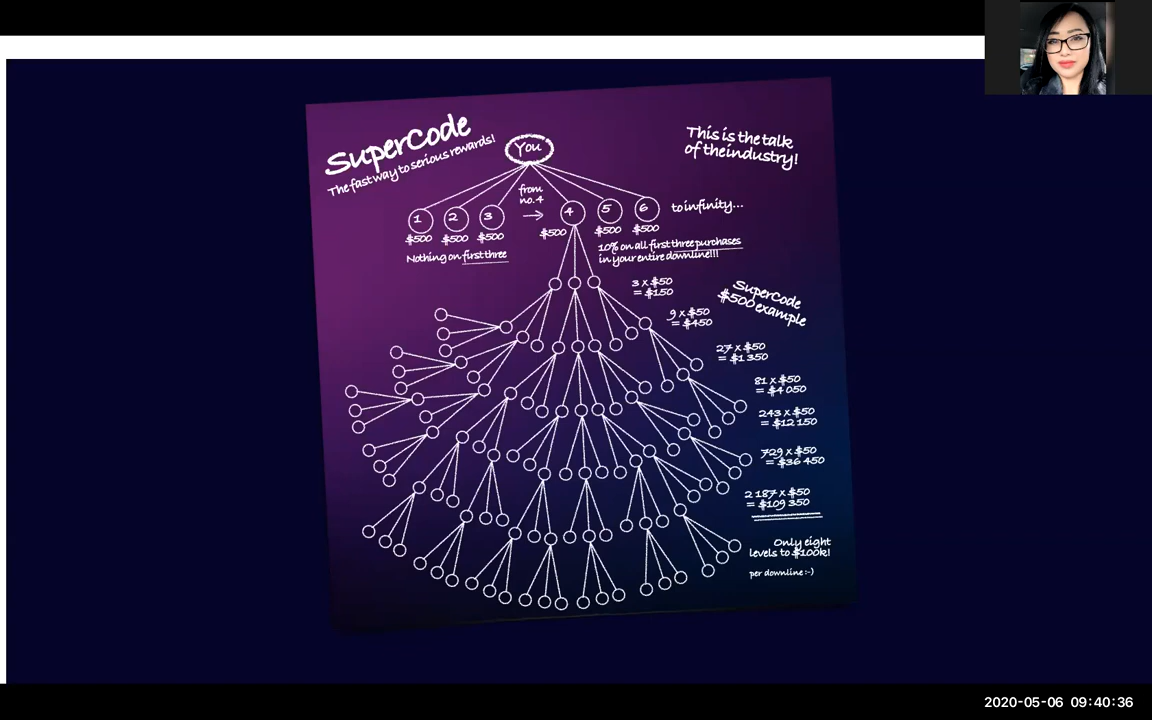 SuperCode
The fast way to serious rewards!
You
This is the talk
of the industry!
from
no.4
1 2 3 → 4 5 6 to infinity...
$500 $500 $500 $500 $500 $500
Nothing on first three
10% on all first three purchases
in your entire downline!!!
SuperCode
$500 example
3 x $50
= $150
9 x $50
= $450
27 x $50
= $1 350
81 x $50
= $4 050
243 x $50
= $12 150
729 x $50
= $36 450
2 187 x $50
= $109 350
Only eight
levels to $100k!
per downline :-)
2020-05-06 09:40:36